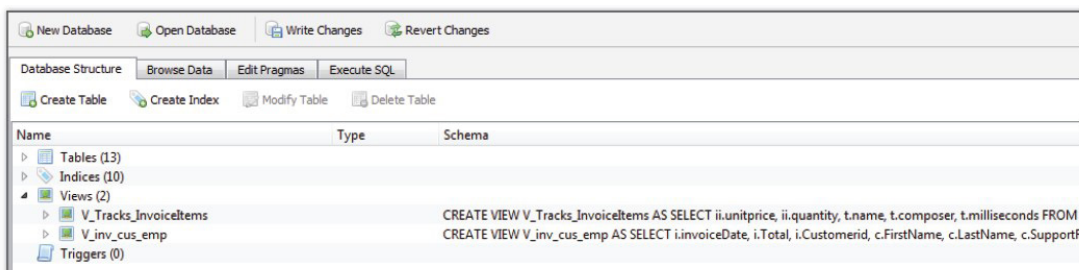 New Database Open Database Write Changes Revert Changes
Database Structure Browse Data Edit Pragmas Execute SQL
Create Table Create Index Modify Table Delete Table
Name Type Schema
Tables (13)
Indices (10)
Views (2)
V_Tracks_InvoiceItems CREATE VIEW V_Tracks_InvoiceItems AS SELECT ii.unitprice, ii.quantity, t.name, t.composer, t.milliseconds FROM
V_inv_cus_emp CREATE VIEW V_inv_cus_emp AS SELECT i.invoiceDate, i.Total, i.Customerid, c.FirstName, c.LastName,
Triggers (0)